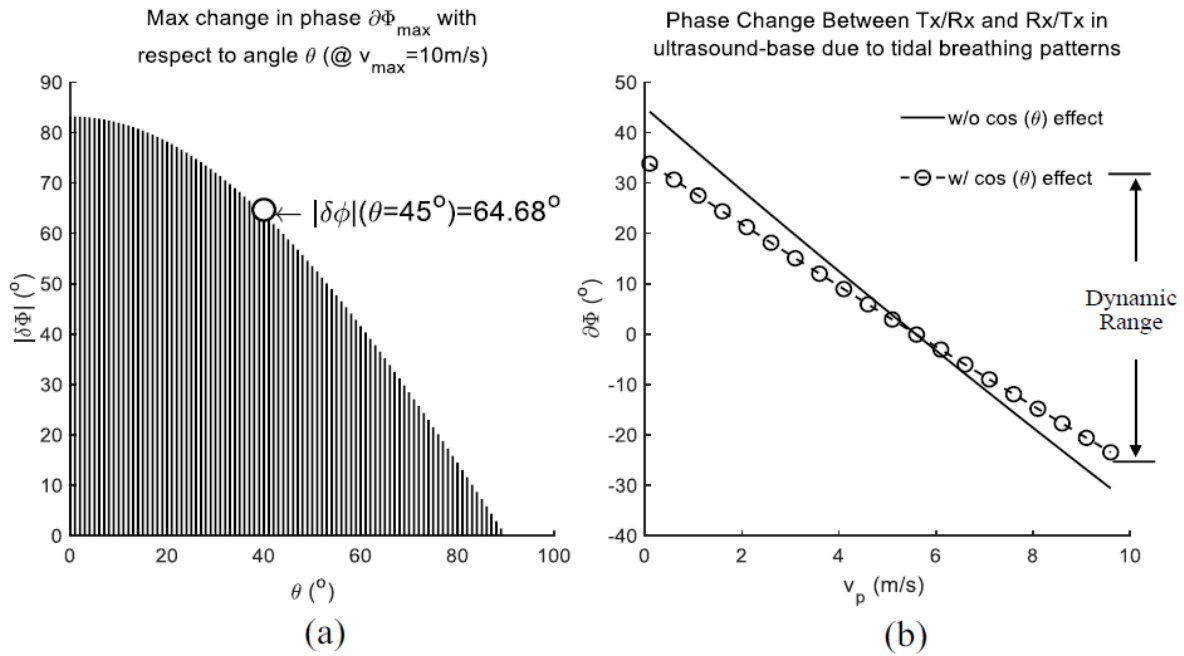 Max change in phase ∂Φmax with
respect to angle θ (@ vmax=10m/s)
90
80
70
60
50
40
30
20
10
0
|δΦ| (°)
|δϕ|(θ=45°)=64.68°
0 20 40 60 80 100
θ (°)
(a)
Phase Change Between Tx/Rx and Rx/Tx in
ultrasound-base due to tidal breathing patterns
50
40
30
20
10
0
-10
-20
-30
-40
∂Φ (°)
w/o cos (θ) effect
w/ cos (θ) effect
Dynamic
Range
0 2 4 6 8 10
vp (m/s)
(b)